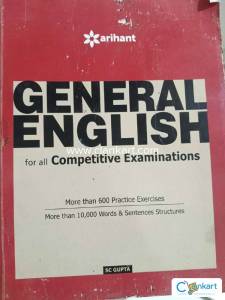 arihant
www.clankart.com
GENERAL
ENGLISH
for all Competitive Examinations
More than 600 Practice Exercises
More than 10,000 Words & Sentences Structures
SC GUPTA
Clankart